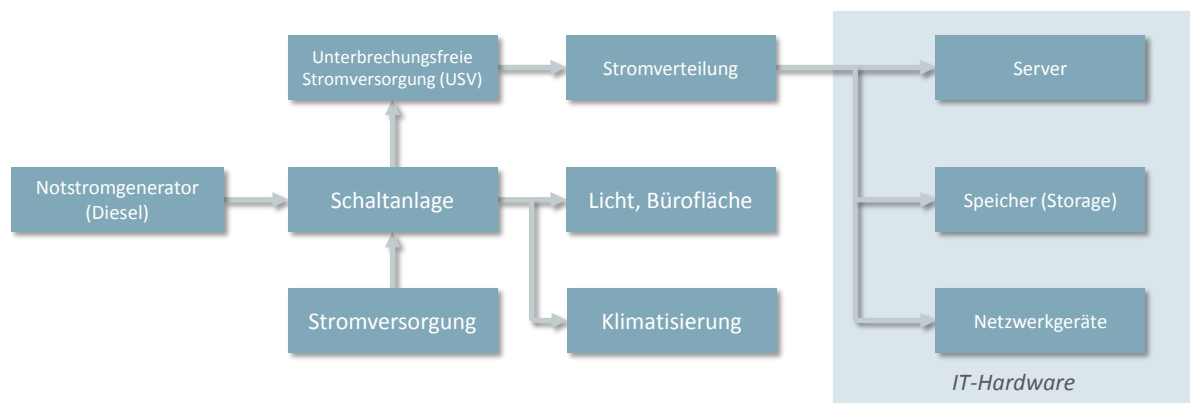 Unterbrechungsfreie
Stromversorgung (USV)
Stromverteilung
Server
Notstromgenerator
(Diesel)
Schaltanlage
Licht, Bürofläche
Speicher (Storage)
Stromversorgung
Klimatisierung
Netzwerkgeräte
IT-Hardware